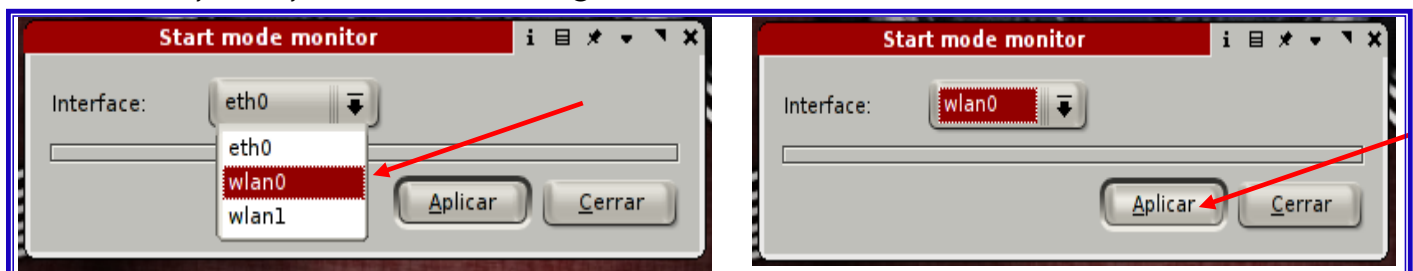 Start mode monitor
Interface: eth0
eth0
wlan0
wlan1
Aplicar Cerrar
Start mode monitor
Interface: wlan0
Aplicar Cerrar